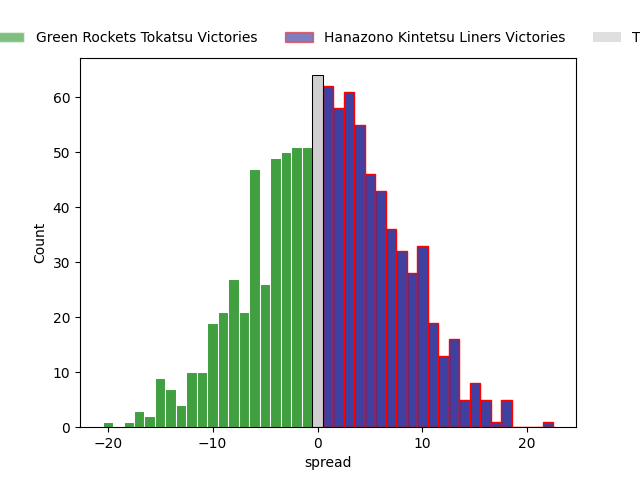 Green Rockets Tokatsu Victories Hanazono Kintetsu Liners Victories T
60
50
40
30
20
10
0
Count
−20 −10 0 10 20
spread